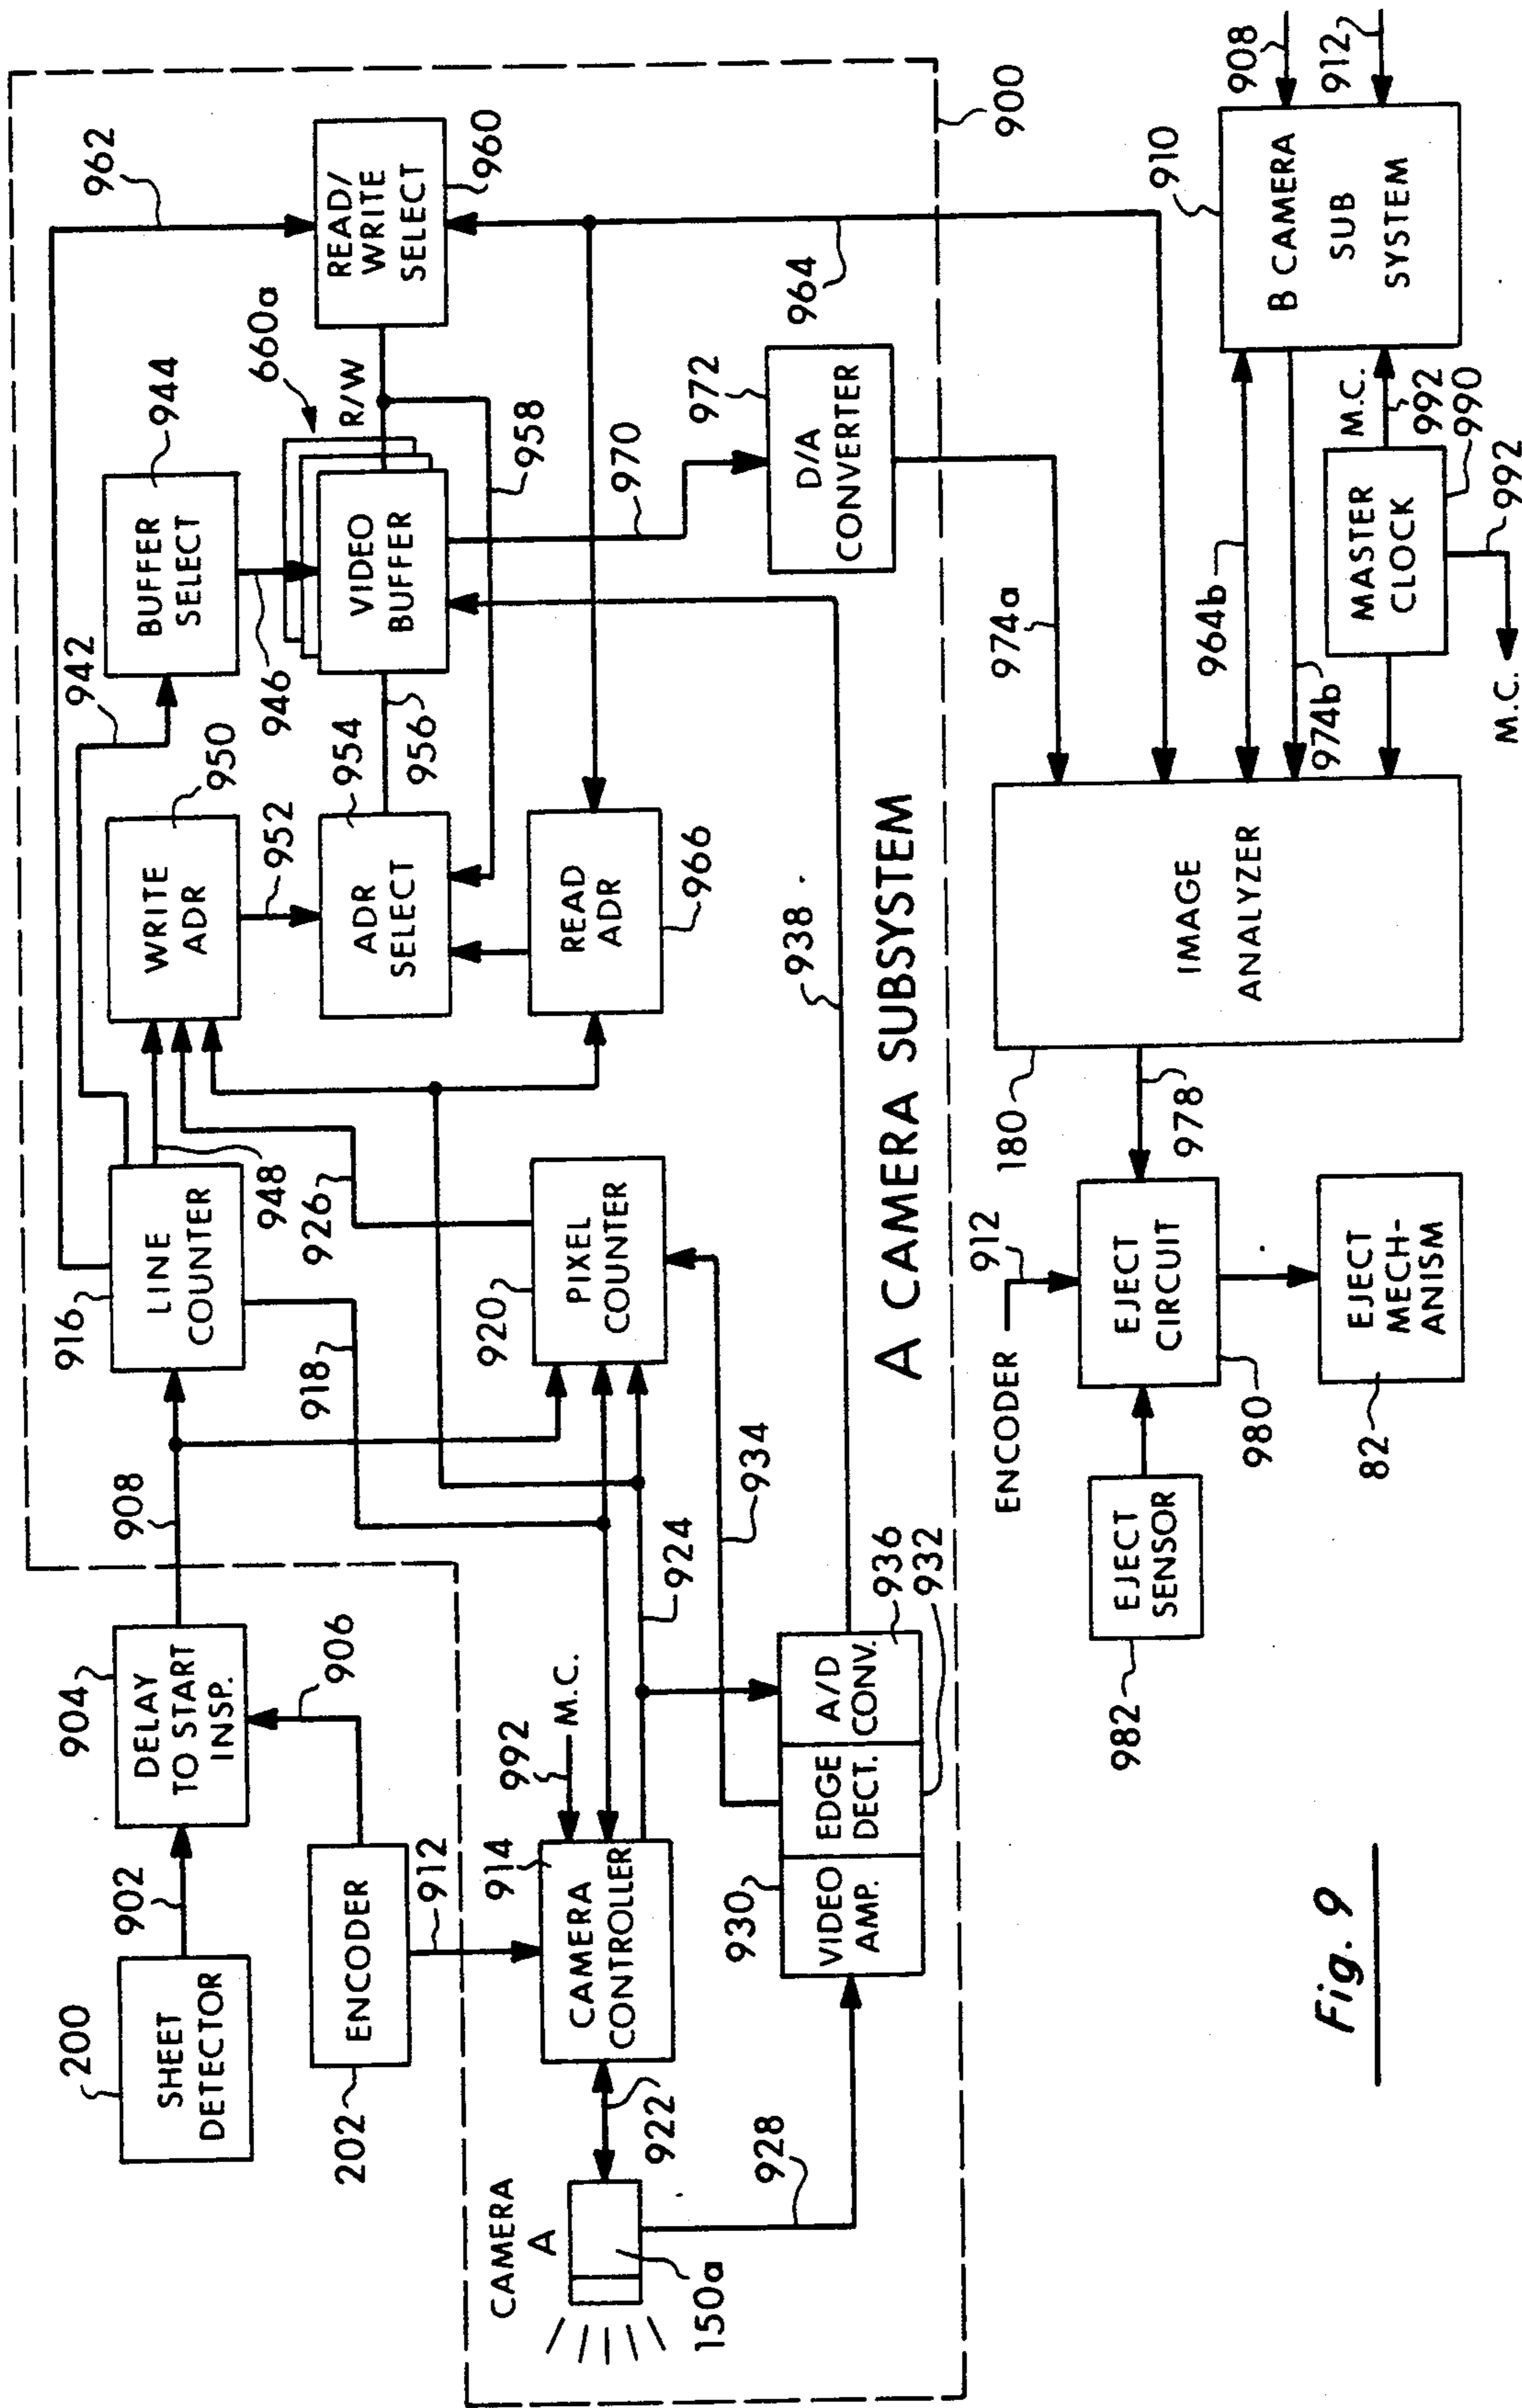 200
SHEET
DETECTOR
902
904
DELAY
TO START
INSP.
906
202
ENCODER
912
908
916
LINE
COUNTER
918
948
926
942
950
WRITE
ADR
952
944
BUFFER
SELECT
946
954
ADR
SELECT
956
660a
VIDEO
BUFFER
R/W
958
962
READ/
WRITE
SELECT
960
966
READ
ADR
920
PIXEL
COUNTER
CAMERA
A
150a
922
914
CAMERA
CONTROLLER
992
M.C.
924
928
930
VIDEO
AMP.
EDGE
DECT.
A/D
CONV.
936
932
934
938
970
972
D/A
CONVERTER
964
900
A CAMERA SUBSYSTEM
974a
ENCODER
912
982
EJECT
SENSOR
EJECT
CIRCUIT
980
978
82
EJECT
MECH-
ANISM
180
IMAGE
ANALYZER
964b
974b
910
B CAMERA
SUB
SYSTEM
908
912
M.C.
992
990
MASTER
CLOCK
992
M.C.
Fig. 9